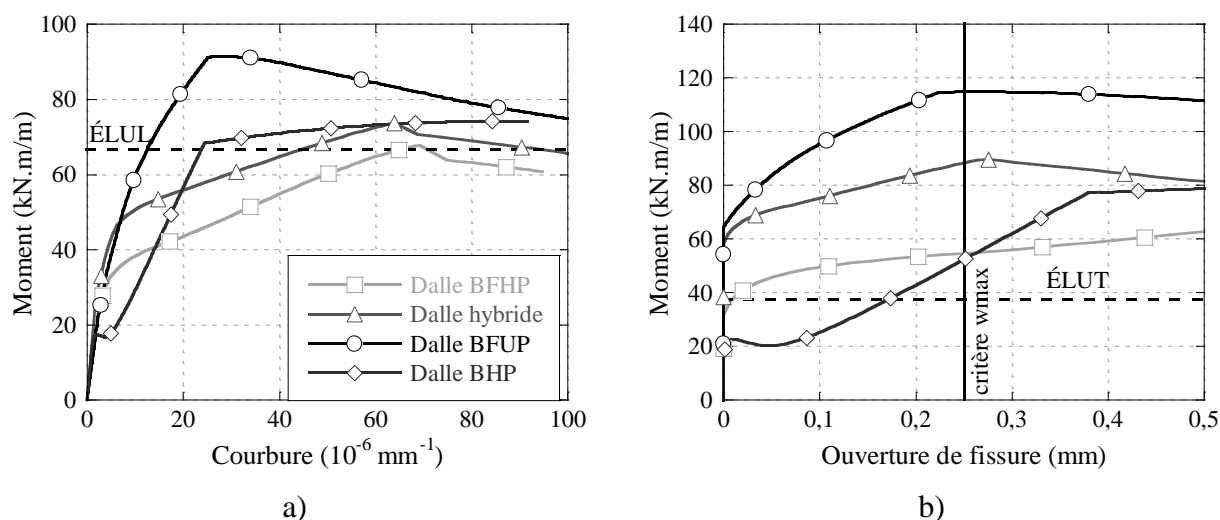 100
80
60
40
20
0
Moment (kN.m/m)
ÉLUL
Dalle BFHP
Dalle hybride
Dalle BFUP
Dalle BHP
0 20 40 60 80 100
Courbure (10⁻⁶ mm⁻¹)
a)
140
120
100
80
60
40
20
0
Moment (kN.m/m)
ÉLUT
critère wmax
0 0,1 0,2 0,3 0,4 0,5
Ouverture de fissure (mm)
b)